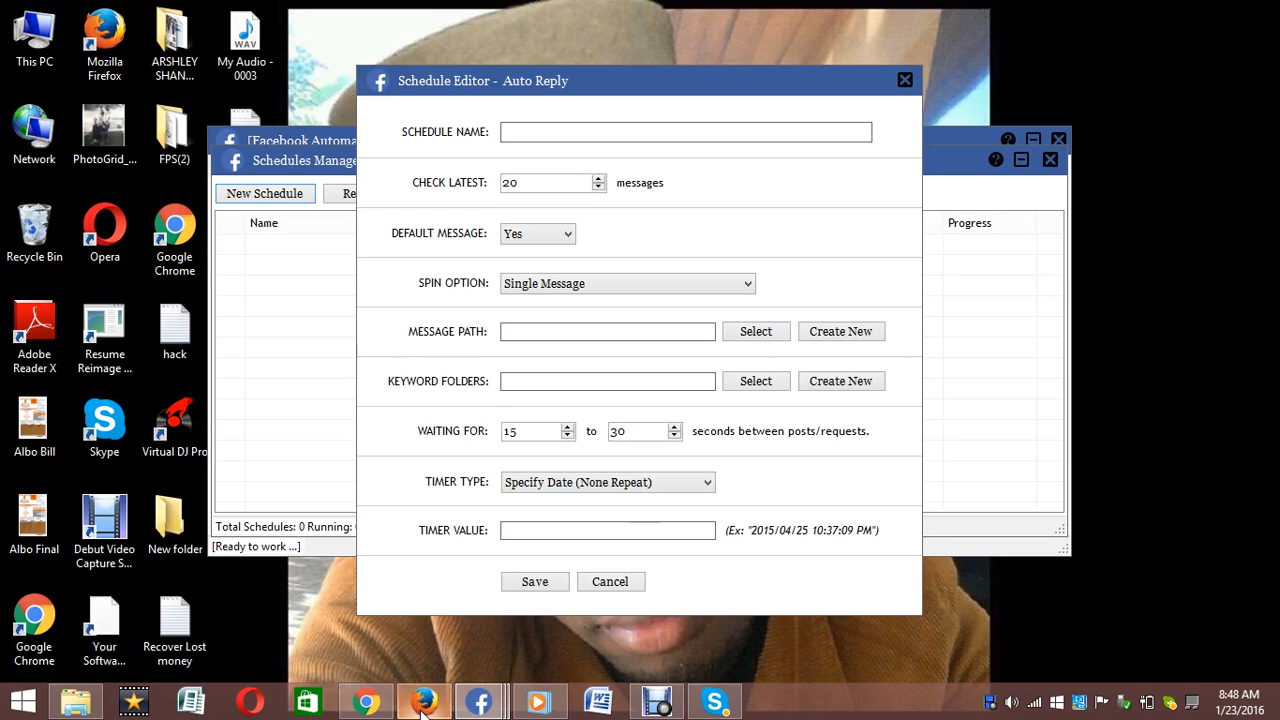 This PC
Mozilla Firefox
ARSHLEY SHAN...
My Audio - 0003
Network
PhotoGrid_...
FPS(2)
Recycle Bin
Opera
Google Chrome
Adobe Reader X
Resume Reimage ...
hack
Albo Bill
Skype
Virtual DJ Pro
Albo Final
Debut Video Capture S...
New folder
Google Chrome
Your Softwa...
Recover Lost money
[Facebook Automa
Schedules Manage
New Schedule
Re
Name
Progress
Total Schedules: 0 Running:
[Ready to work ...]
Schedule Editor - Auto Reply
SCHEDULE NAME:
CHECK LATEST: 20 messages
DEFAULT MESSAGE: Yes
SPIN OPTION: Single Message
MESSAGE PATH: Select Create New
KEYWORD FOLDERS: Select Create New
WAITING FOR: 15 to 30 seconds between posts/requests.
TIMER TYPE: Specify Date (None Repeat)
TIMER VALUE: (Ex: "2015/04/25 10:37:09 PM")
Save Cancel
8:48 AM
1/23/2016